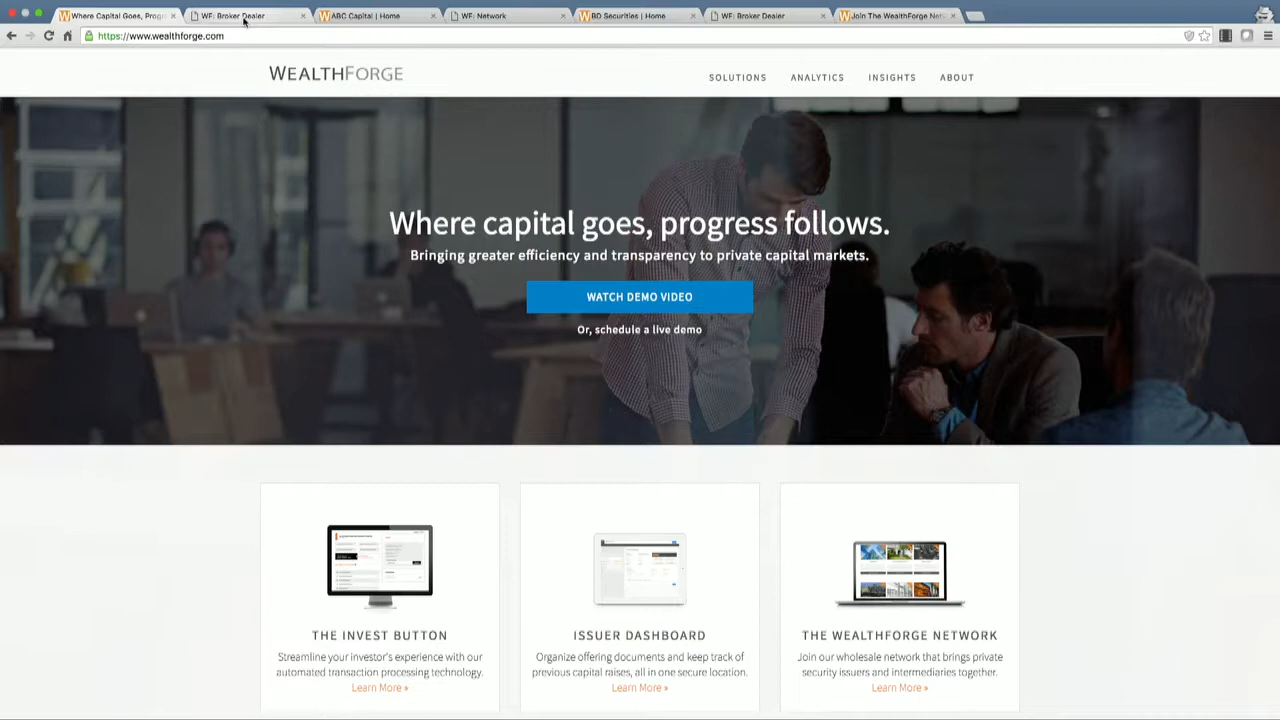 Where Capital Goes, Progr
WF: Broker Dealer
ABC Capital | Home
WF: Network
BD Securities | Home
WF: Broker Dealer
Join The WealthForge Net
https://www.wealthforge.com
WEALTHFORGE
SOLUTIONS
ANALYTICS
INSIGHTS
ABOUT
Where capital goes, progress follows.
Bringing greater efficiency and transparency to private capital markets.
WATCH DEMO VIDEO
Or, schedule a live demo
THE INVEST BUTTON
Streamline your investor's experience with our
automated transaction processing technology.
Learn More »
ISSUER DASHBOARD
Organize offering documents and keep track of
previous capital raises, all in one secure location.
Learn More »
THE WEALTHFORGE NETWORK
Join our wholesale network that brings private
security issuers and intermediaries together.
Learn More »